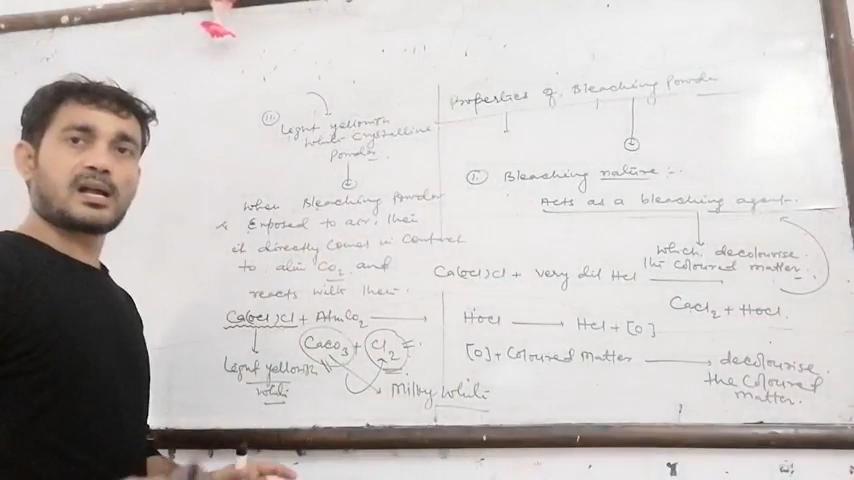 Properties of Bleaching Powder
(i.) Bleaching nature :-
Acts as a bleaching agent.
which decolourise
the coloured matter.
Ca(ocl)cl + very dil Hcl
CaCl2 + Hocl.
Hocl → Hcl + [O]
[O] + Coloured Matter → decolourise
the Coloured
matter.
(ii.) Light yellowish
white Crystalline
Powder.
When Bleaching Powder
is Exposed to air. then
it directly comes in contact
to atm CO2 and
reacts with them.
Ca(ocl)cl + Atm CO2 →
CaCO3 + Cl2
Light yellowish
white
Milky white